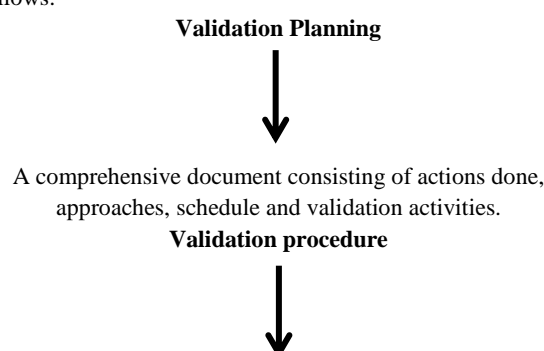 Validation Planning
A comprehensive document consisting of actions done,
approaches, schedule and validation activities.
Validation procedure